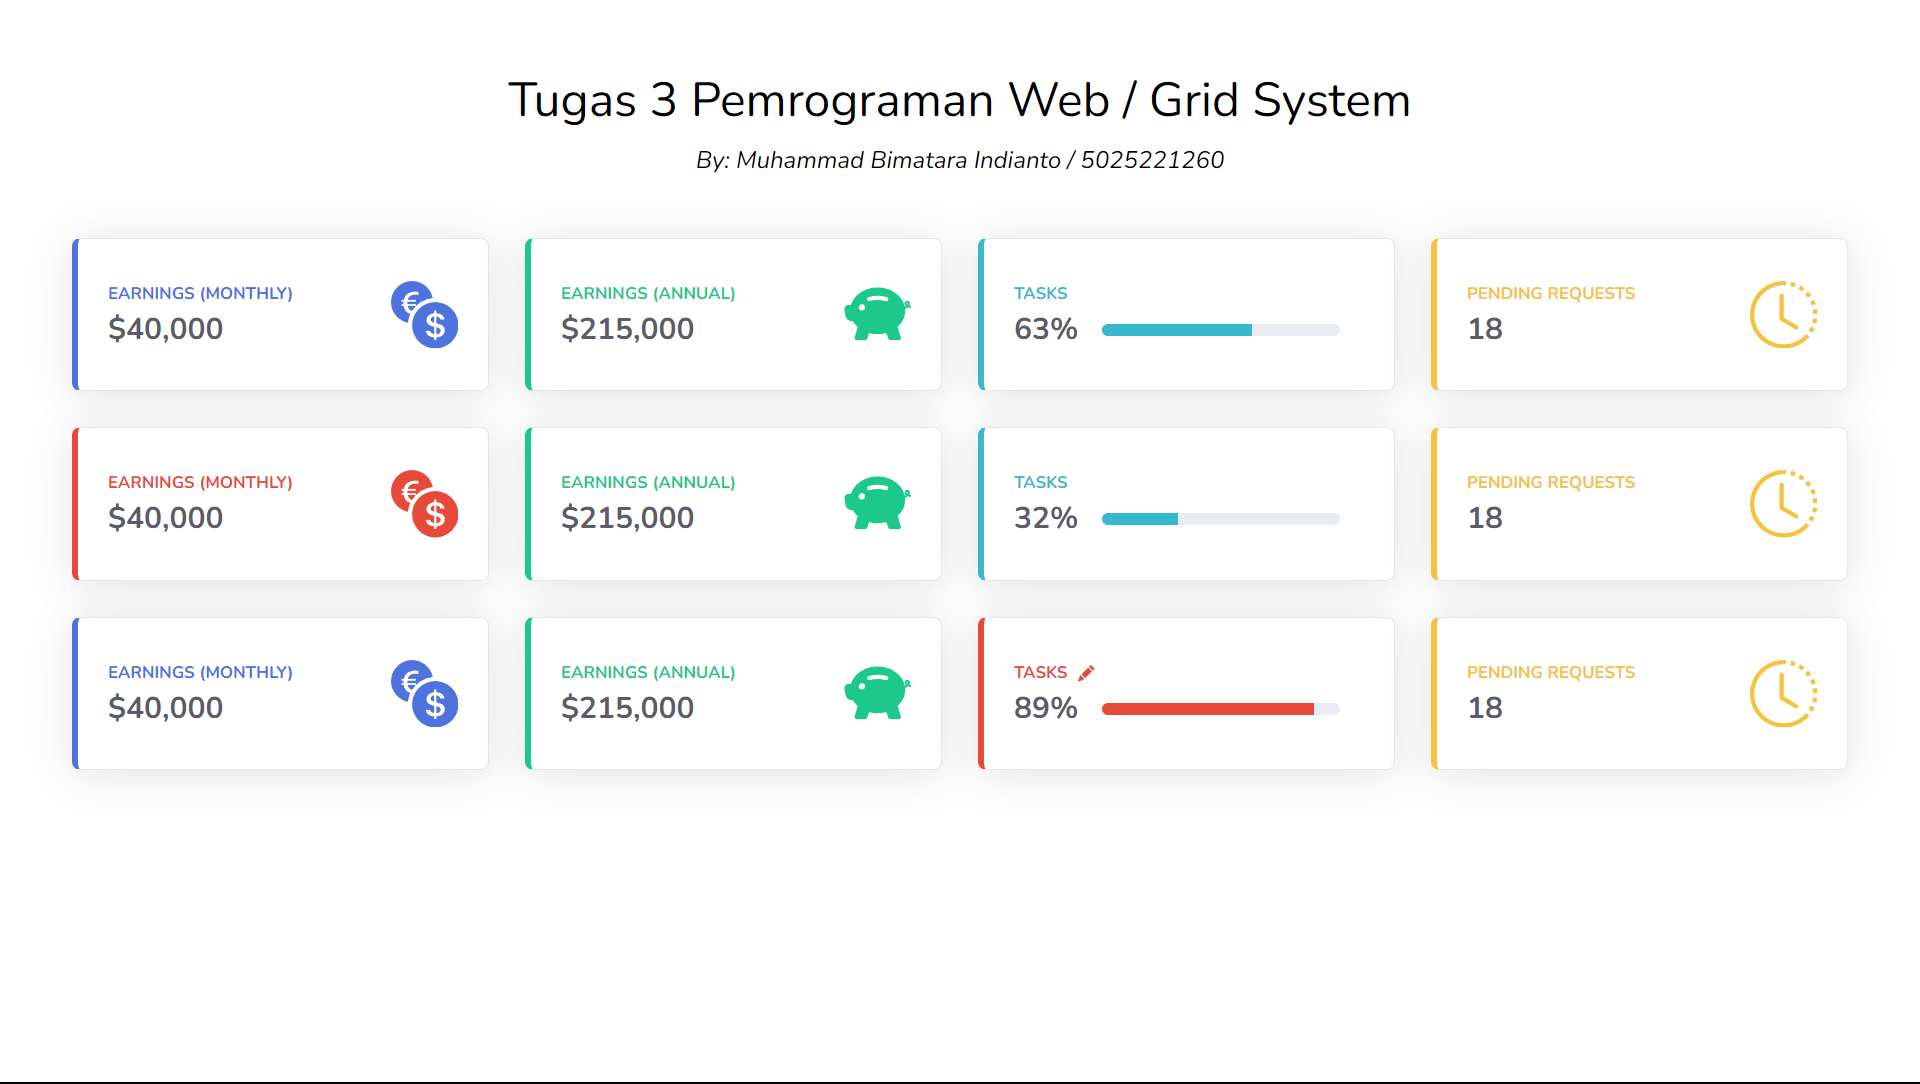 Tugas 3 Pemrograman Web / Grid System
By: Muhammad Bimatara Indianto / 5025221260
EARNINGS (MONTHLY)
$40,000
€
$
EARNINGS (ANNUAL)
$215,000
TASKS
63%
PENDING REQUESTS
18
EARNINGS (MONTHLY)
$40,000
€
$
EARNINGS (ANNUAL)
$215,000
TASKS
32%
PENDING REQUESTS
18
EARNINGS (MONTHLY)
$40,000
€
$
EARNINGS (ANNUAL)
$215,000
TASKS
89%
PENDING REQUESTS
18